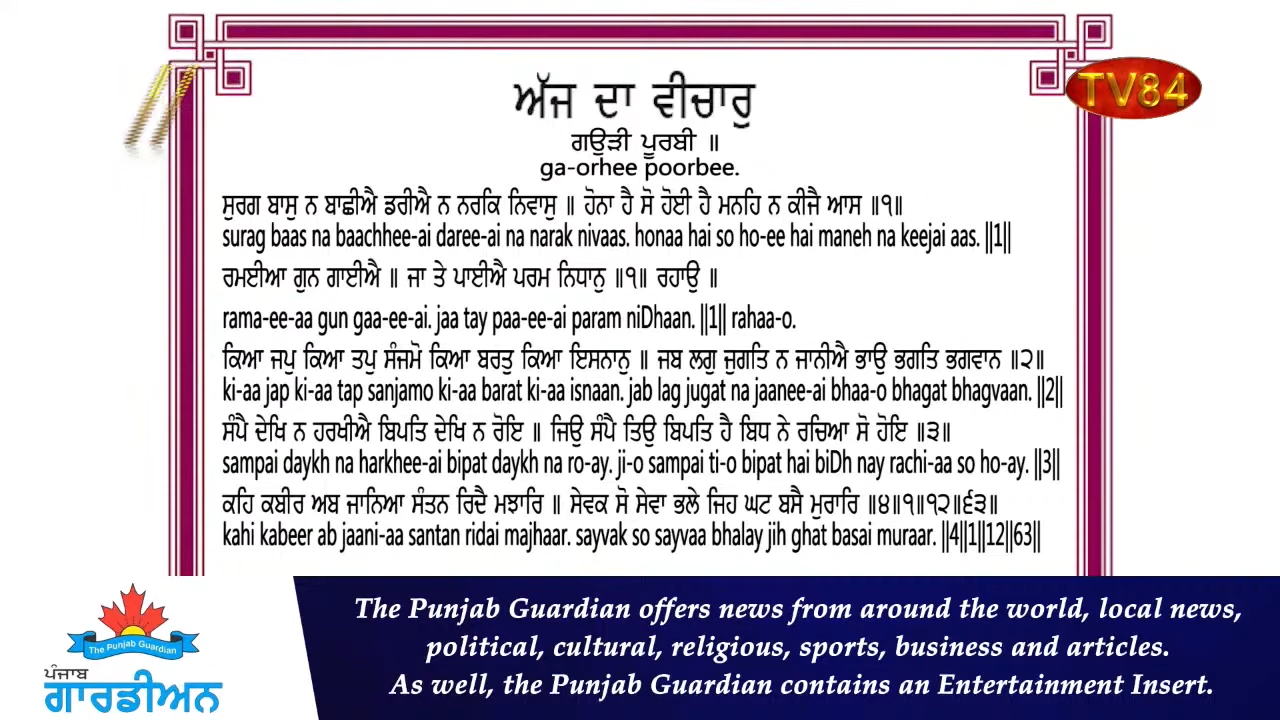 ਅੱਜ ਦਾ ਵੀਚਾਰੁ
TV84
ਗਉੜੀ ਪੂਰਬੀ ॥
ga-orhee poorbee.
ਸੁਰਗ ਬਾਸੁ ਨ ਬਾਛੀਐ ਡਰੀਐ ਨ ਨਰਕਿ ਨਿਵਾਸੁ ॥ ਹੋਨਾ ਹੈ ਸੋ ਹੋਈ ਹੈ ਮਨਹਿ ਨ ਕੀਜੈ ਆਸ ॥੧॥
surag baas na baachhee-ai daree-ai na narak nivaas. honaa hai so ho-ee hai maneh na keejai aas. ||1||
ਰਮਈਆ ਗੁਨ ਗਾਈਐ ॥ ਜਾ ਤੇ ਪਾਈਐ ਪਰਮ ਨਿਧਾਨੁ ॥੧॥ ਰਹਾਉ ॥
rama-ee-aa gun gaa-ee-ai. jaa tay paa-ee-ai param niDhaan. ||1|| rahaa-o.
ਕਿਆ ਜਪੁ ਕਿਆ ਤਪੁ ਸੰਜਮੋ ਕਿਆ ਬਰਤੁ ਕਿਆ ਇਸਨਾਨੁ ॥ ਜਬ ਲਗੁ ਜੁਗਤਿ ਨ ਜਾਨੀਐ ਭਾਉ ਭਗਤਿ ਭਗਵਾਨ ॥੨॥
ki-aa jap ki-aa tap sanjamo ki-aa barat ki-aa isnaan. jab lag jugat na jaanee-ai bhaa-o bhagat bhagvaan. ||2||
ਸੰਪੈ ਦੇਖਿ ਨ ਹਰਖੀਐ ਬਿਪਤਿ ਦੇਖਿ ਨ ਰੋਇ ॥ ਜਿਉ ਸੰਪੈ ਤਿਉ ਬਿਪਤਿ ਹੈ ਬਿਧ ਨੇ ਰਚਿਆ ਸੋ ਹੋਇ ॥੩॥
sampai daykh na harkhee-ai bipat daykh na ro-ay. ji-o sampai ti-o bipat hai biDh nay rachi-aa so ho-ay. ||3||
ਕਹਿ ਕਬੀਰ ਅਬ ਜਾਨਿਆ ਸੰਤਨ ਰਿਦੈ ਮਝਾਰਿ ॥ ਸੇਵਕ ਸੋ ਸੇਵਾ ਭਲੇ ਜਿਹ ਘਟ ਬਸੈ ਮੁਰਾਰਿ ॥੪॥੧॥੧੨॥੬੩॥
kahi kabeer ab jaani-aa santan ridai majhaar. sayvak so sayvaa bhalay jih ghat basai muraar. ||4||1||12||63||
The Punjab Guardian
ਪੰਜਾਬ
ਗਾਰਡੀਅਨ
The Punjab Guardian offers news from around the world, local news,
political, cultural, religious, sports, business and articles.
As well, the Punjab Guardian contains an Entertainment Insert.